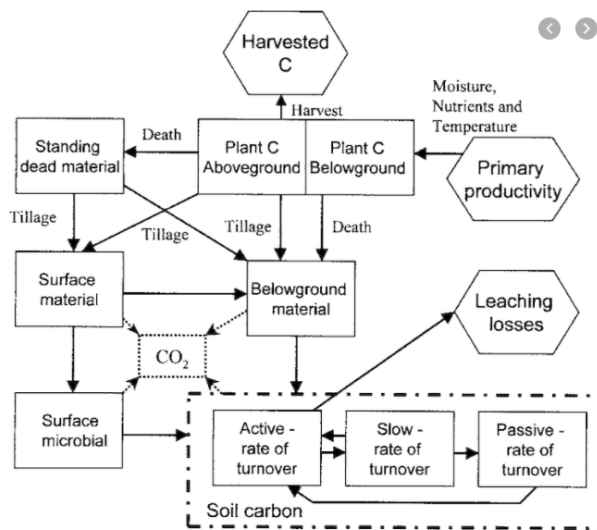 Harvested
C
Moisture,
Nutrients and
Temperature
Harvest
Death
Standing
dead material
Plant C
Aboveground
Plant C
Belowground
Primary
productivity
Tillage
Tillage
Tillage
Death
Surface
material
Belowground
material
Leaching
losses
CO₂
Surface
microbial
Active -
rate of
turnover
Slow -
rate of
turnover
Passive -
rate of
turnover
Soil carbon